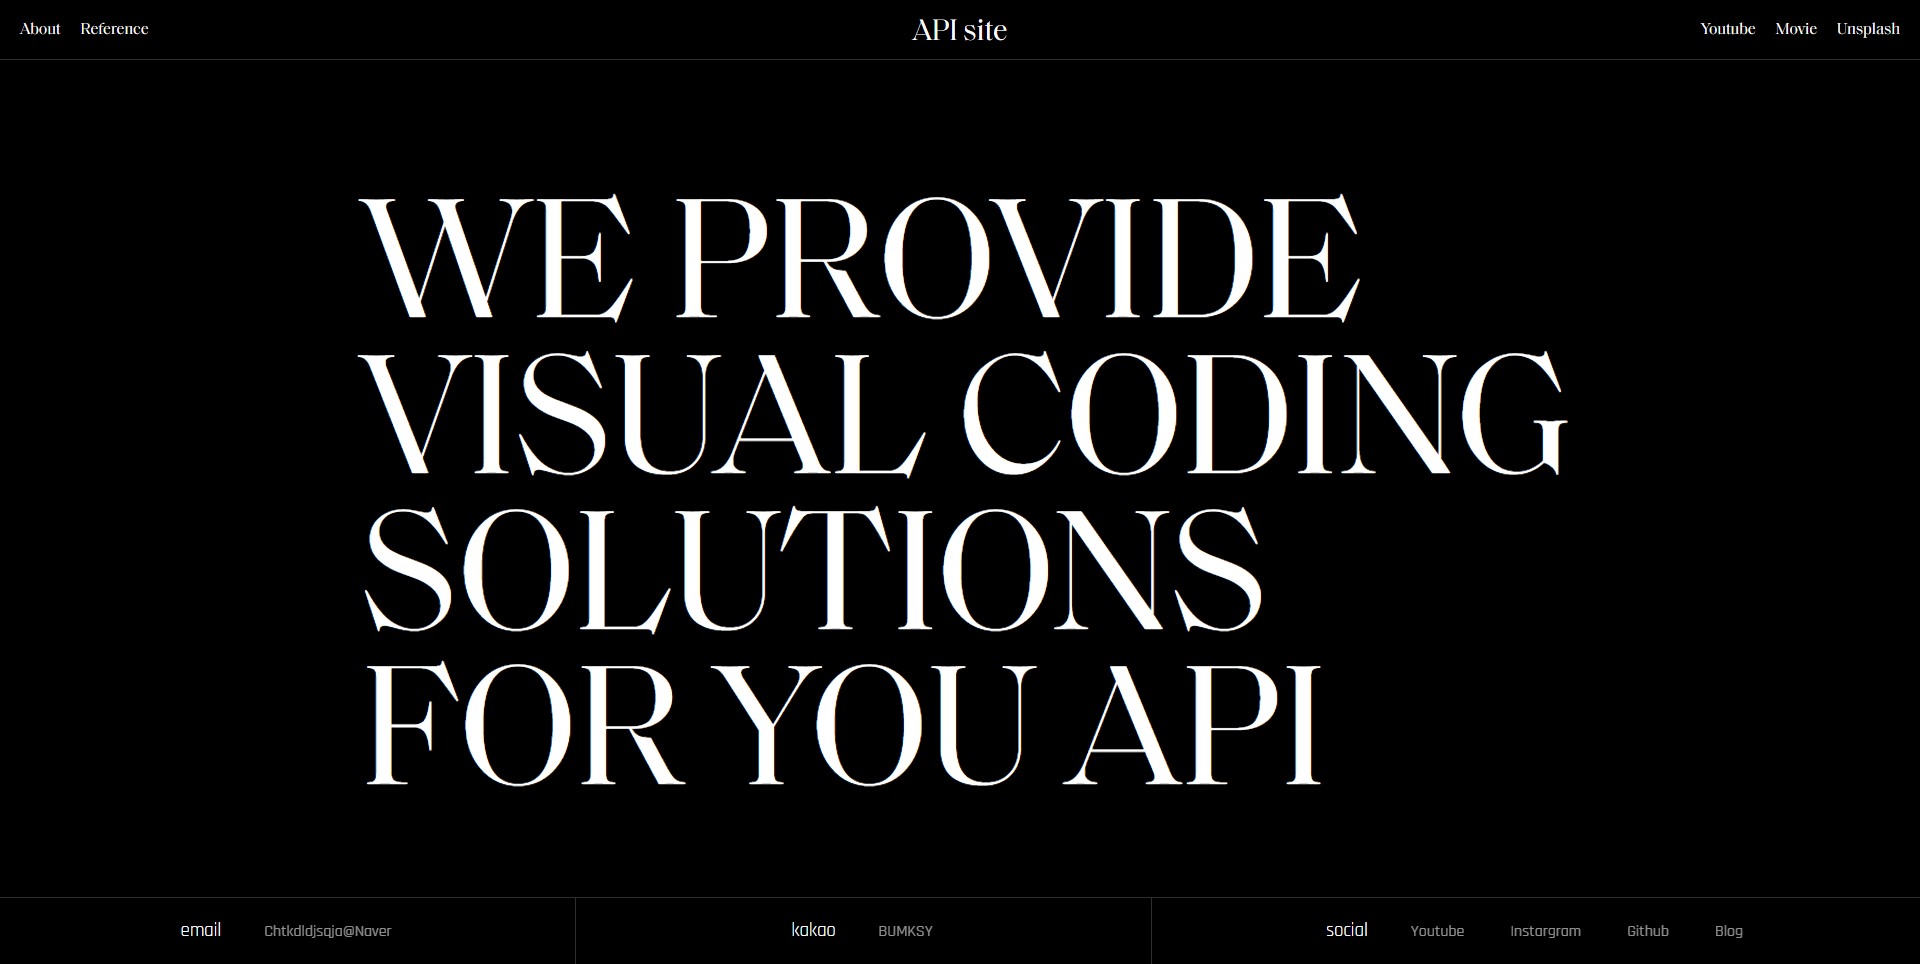 About Reference API site Youtube Movie Unsplash
WE PROVIDE
VISUAL CODING
SOLUTIONS
FOR YOU API
email Chtkdldjsqja@Naver kakao BUMKSY social Youtube Instargram Github Blog